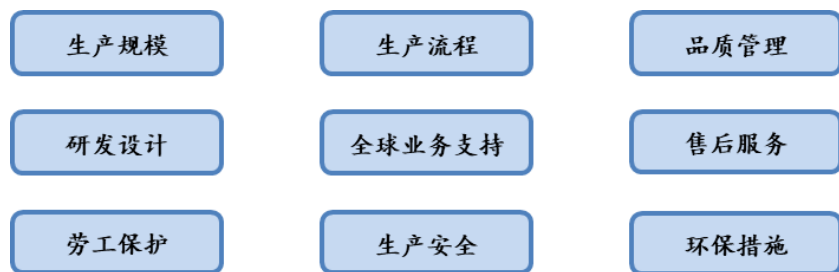 生产规模
生产流程
品质管理
研发设计
全球业务支持
售后服务
劳工保护
生产安全
环保措施